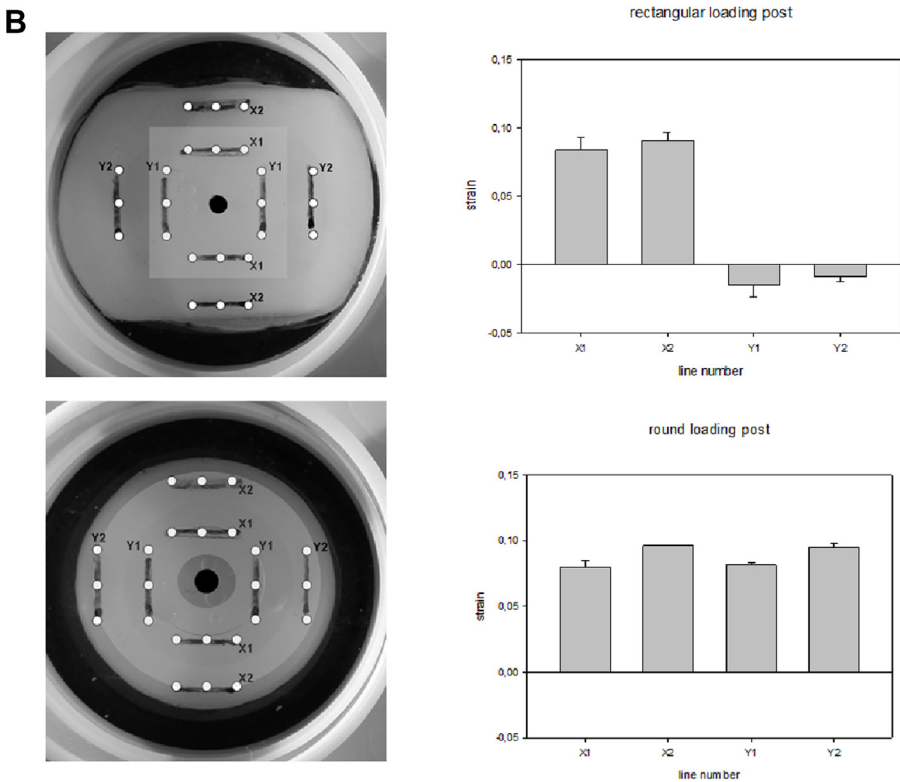 B
X2
X1
Y2 Y1 Y1 Y2
X1
X2
rectangular loading post
0,15
0,10
0,05
0,00
-0,05
strain
X1 X2 Y1 Y2
line number
X2
X1
Y2 Y1 Y1 Y2
X1
X2
round loading post
0,15
0,10
0,05
0,00
-0,05
strain
X1 X2 Y1 Y2
line number